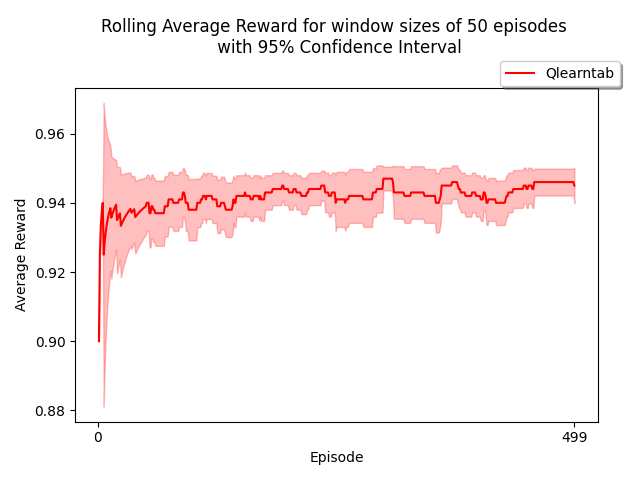 Rolling Average Reward for window sizes of 50 episodes
with 95% Confidence Interval
Qlearntab
0.96
0.94
0.92
0.90
0.88
Average Reward
0
499
Episode